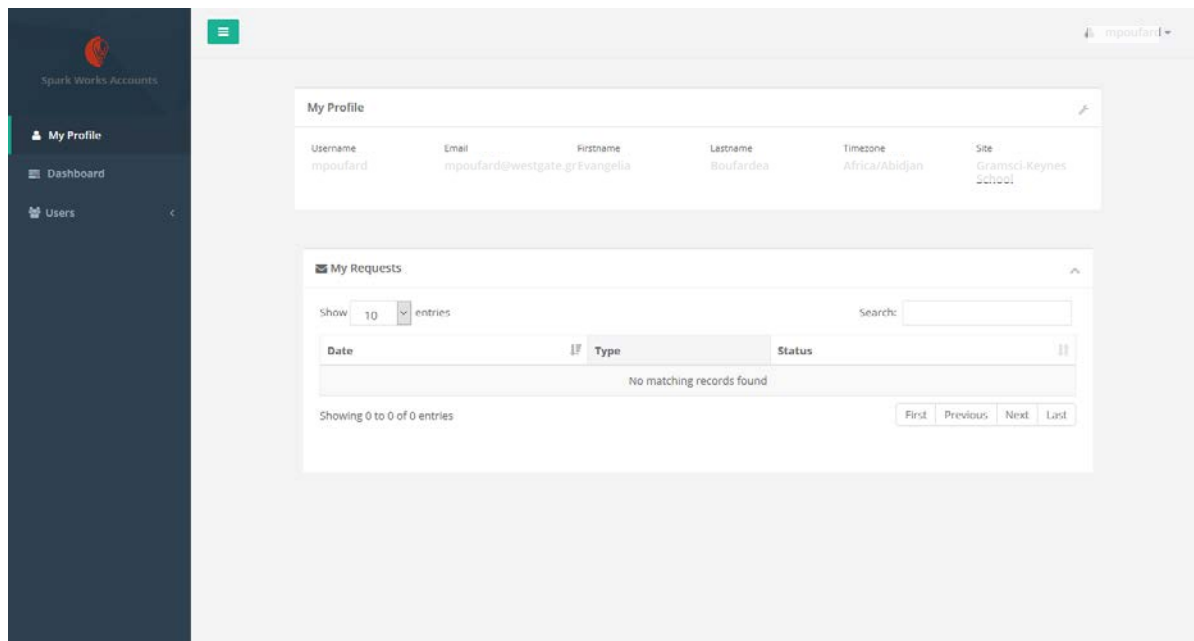 mpoufard
Spark Works Accounts
My Profile
Dashboard
Users
My Profile
Username Email Firstname Lastname Timezone Site
mpoufard mpoufard@westgate.gr Evangelia Boufardea Africa/Abidjan Gramsci-Keynes
School
My Requests
Show 10 entries Search:
Date Type Status
No matching records found
Showing 0 to 0 of 0 entries First Previous Next Last